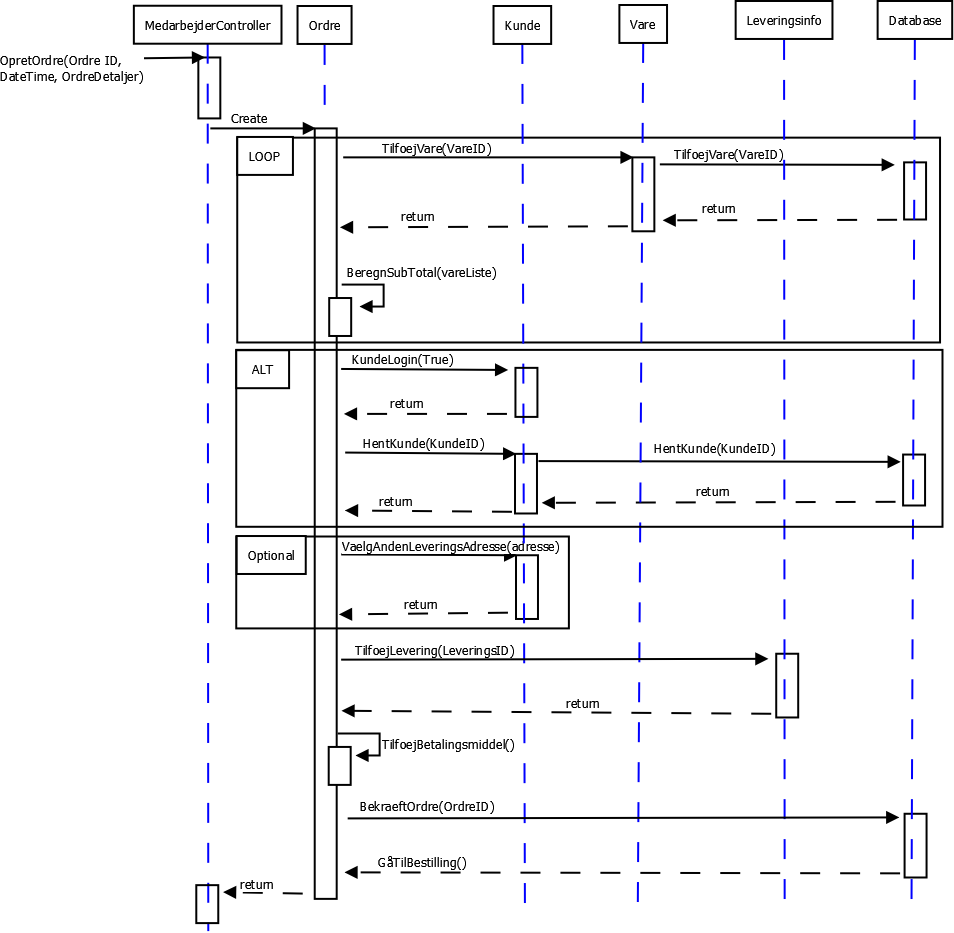 MedarbejderController
Ordre
Kunde
Vare
Leveringsinfo
Database
OpretOrdre(Ordre ID,
DateTime, OrdreDetaljer)
Create
LOOP
TilfoejVare(VareID)
TilfoejVare(VareID)
return
return
BeregnSubTotal(vareListe)
ALT
KundeLogin(True)
return
HentKunde(KundeID)
HentKunde(KundeID)
return
return
Optional
VaelgAndenLeveringsAdresse(adresse)
return
TilfoejLevering(LeveringsID)
return
TilfoejBetalingsmiddel()
BekraeftOrdre(OrdreID)
GåTilBestilling()
return